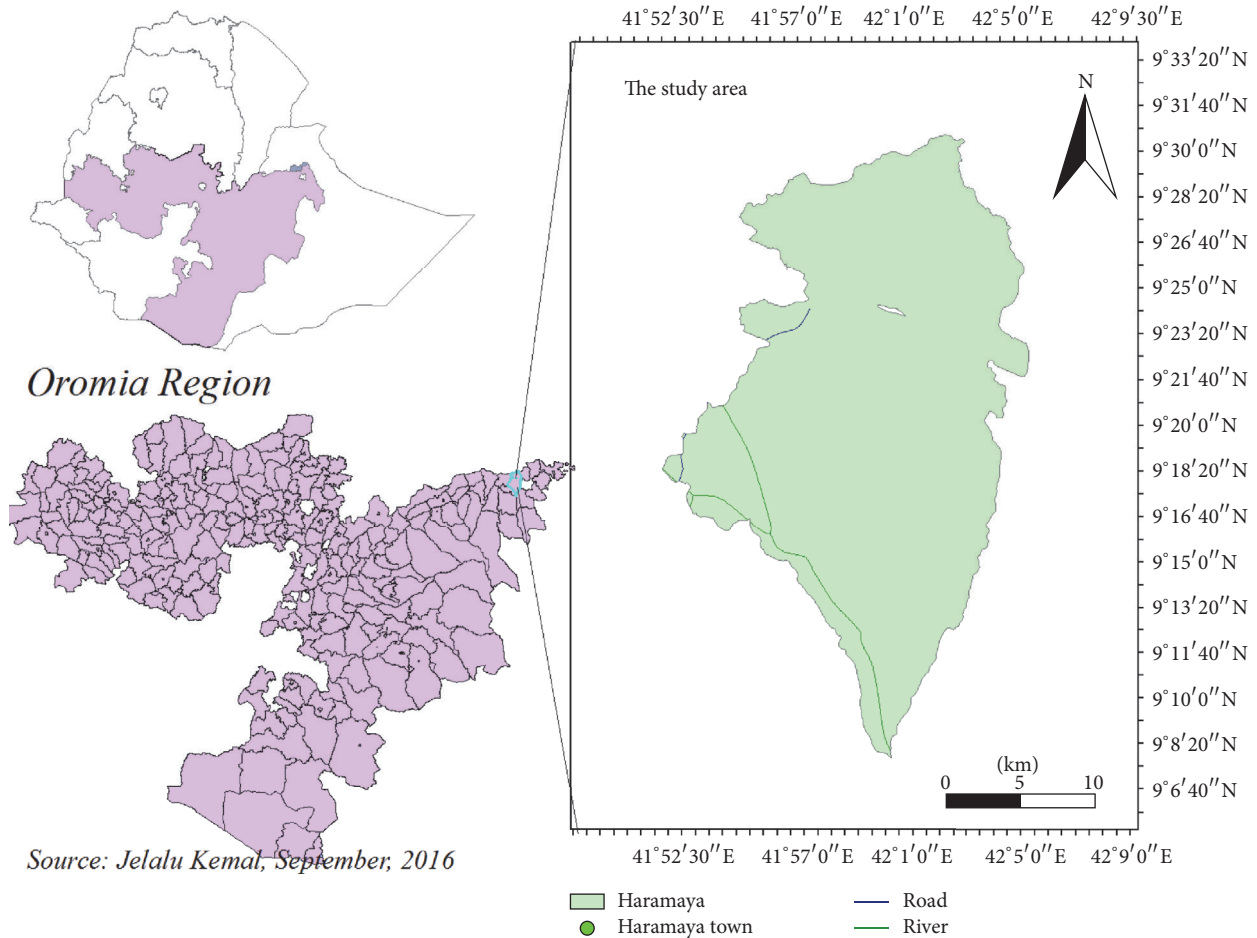 41°52′30″E 41°57′0″E 42°1′0″E 42°5′0″E 42°9′30″E
The study area
N
9°33′20″N
9°31′40″N
9°30′0″N
9°28′20″N
9°26′40″N
9°25′0″N
9°23′20″N
9°21′40″N
9°20′0″N
9°18′20″N
9°16′40″N
9°15′0″N
9°13′20″N
9°11′40″N
9°10′0″N
9°8′20″N
9°6′40″N
Oromia Region
(km)
0 5 10
41°52′30″E 41°57′0″E 42°1′0″E 42°5′0″E 42°9′0″E
Source: Jelalu Kemal, September, 2016
Haramaya
Haramaya town
Road
River